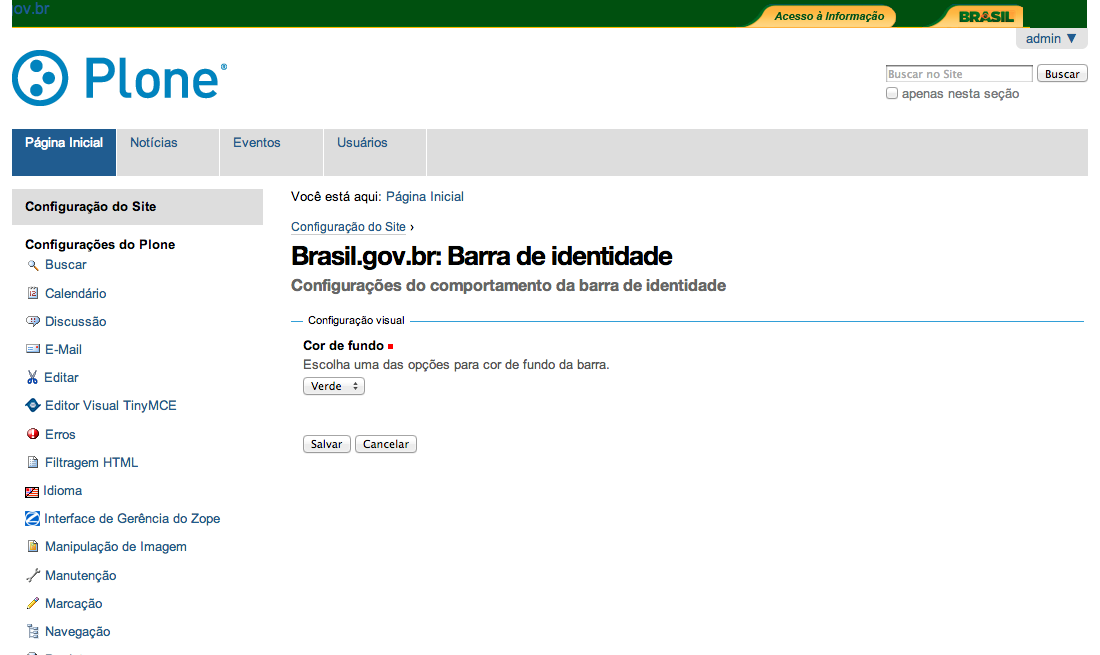 ov.br
Acesso à Informação
BRASIL
admin ▼
Plone®
Buscar no Site
Buscar
apenas nesta seção
Página Inicial
Notícias
Eventos
Usuários
Configuração do Site
Configurações do Plone
Buscar
Calendário
Discussão
E-Mail
Editar
Editor Visual TinyMCE
Erros
Filtragem HTML
Idioma
Interface de Gerência do Zope
Manipulação de Imagem
Manutenção
Marcação
Navegação
Você está aqui: Página Inicial
Configuração do Site ›
Brasil.gov.br: Barra de identidade
Configurações do comportamento da barra de identidade
Configuração visual
Cor de fundo
Escolha uma das opções para cor de fundo da barra.
Verde
Salvar
Cancelar